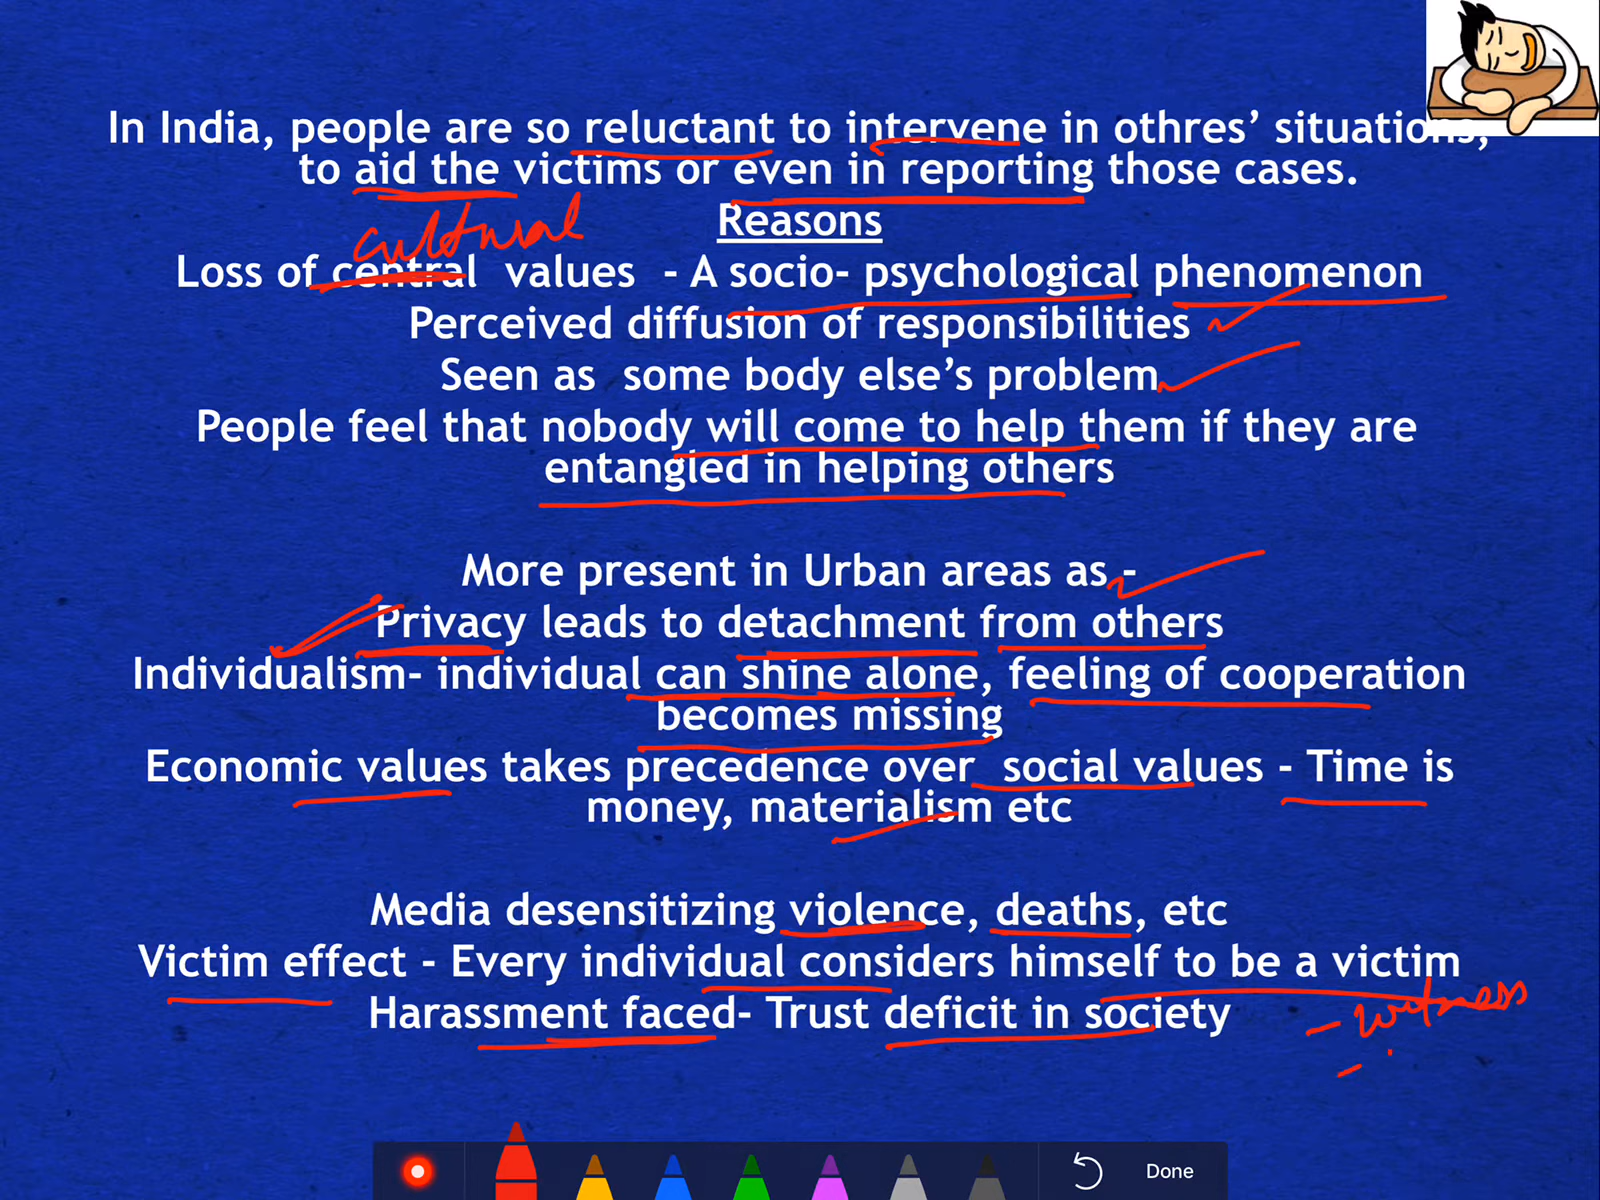 In India, people are so reluctant to intervene in othres’ situations,
to aid the victims or even in reporting those cases.
Reasons
cultural
Loss of central values - A socio- psychological phenomenon
Perceived diffusion of responsibilities
Seen as some body else’s problem
People feel that nobody will come to help them if they are
entangled in helping others
More present in Urban areas as -
Privacy leads to detachment from others
Individualism- individual can shine alone, feeling of cooperation
becomes missing
Economic values takes precedence over social values - Time is
money, materialism etc
Media desensitizing violence, deaths, etc
Victim effect - Every individual considers himself to be a victim
Harassment faced- Trust deficit in society
- witness
-
Done